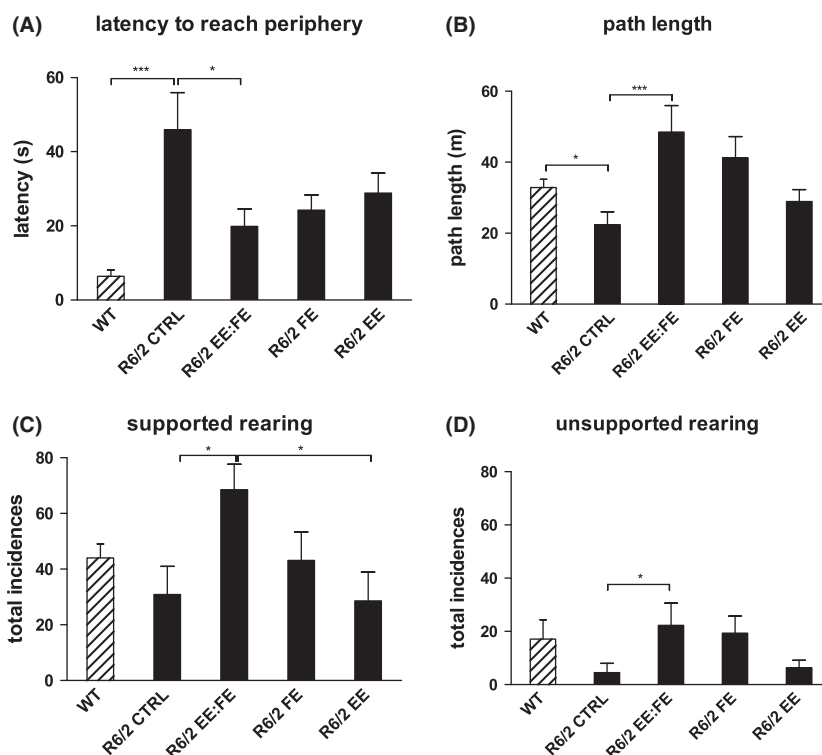 (A) latency to reach periphery
latency (s)
60
40
20
0
*** *
WT R6/2 CTRL R6/2 EE:FE R6/2 FE R6/2 EE
(B) path length
path length (m)
60
40
20
0
* ***
WT R6/2 CTRL R6/2 EE:FE R6/2 FE R6/2 EE
(C) supported rearing
total incidences
80
60
40
20
0
* *
WT R6/2 CTRL R6/2 EE:FE R6/2 FE R6/2 EE
(D) unsupported rearing
total incidences
80
60
40
20
0
*
WT R6/2 CTRL R6/2 EE:FE R6/2 FE R6/2 EE